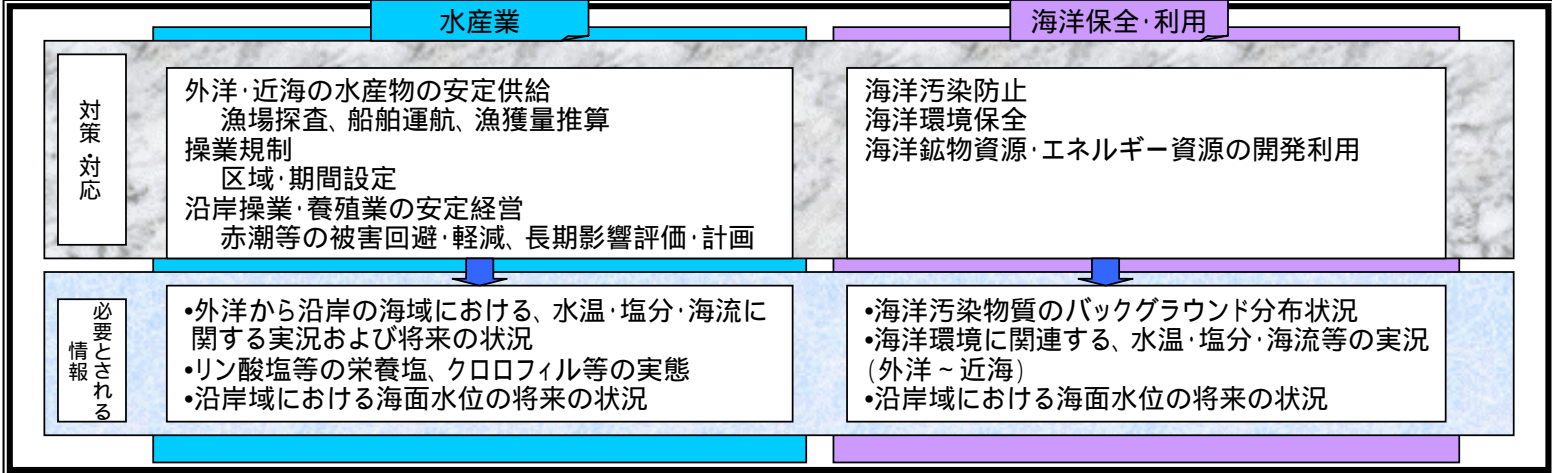 水産業
海洋保全･利用
対策･対応
外洋･近海の水産物の安定供給
漁場探査、船舶運航、漁獲量推算
操業規制
区域･期間設定
沿岸操業･養殖業の安定経営
赤潮等の被害回避･軽減、長期影響評価･計画
海洋汚染防止
海洋環境保全
海洋鉱物資源･エネルギー資源の開発利用
必要とされる
情報
•外洋から沿岸の海域における、水温･塩分･海流に
関する実況および将来の状況
•リン酸塩等の栄養塩、クロロフィル等の実態
•沿岸域における海面水位の将来の状況
•海洋汚染物質のバックグラウンド分布状況
•海洋環境に関連する、水温･塩分･海流等の実況
(外洋～近海)
•沿岸域における海面水位の将来の状況